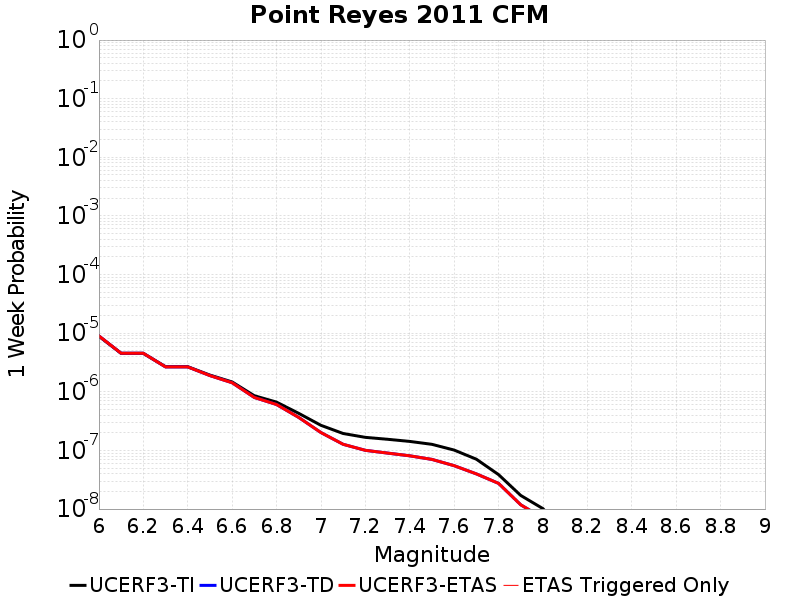 Point Reyes 2011 CFM
1 Week Probability
10^0
10^-1
10^-2
10^-3
10^-4
10^-5
10^-6
10^-7
10^-8
6 6.2 6.4 6.6 6.8 7 7.2 7.4 7.6 7.8 8 8.2 8.4 8.6 8.8 9
Magnitude
UCERF3-TI UCERF3-TD UCERF3-ETAS ETAS Triggered Only